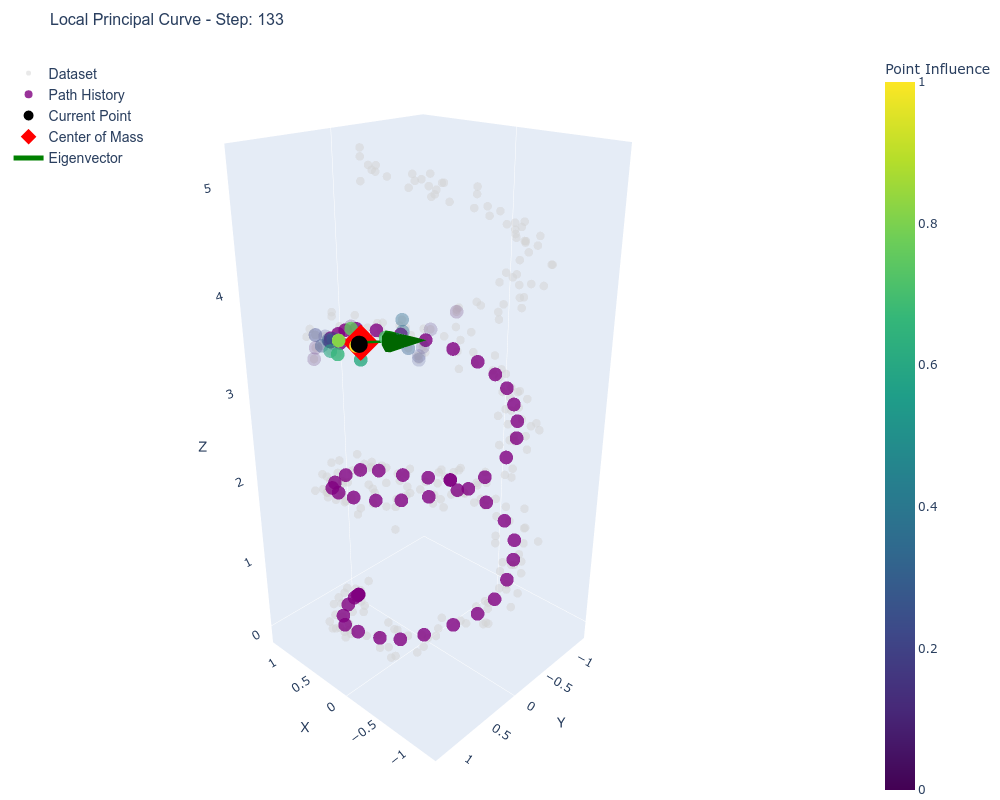 Local Principal Curve - Step: 133
Dataset
Path History
Current Point
Center of Mass
Eigenvector
Point Influence
1
0.8
0.6
0.4
0.2
0
5
4
3
2
1
0
Z
1
0.5
0
−0.5
−1
X
−1
−0.5
0
0.5
1
Y